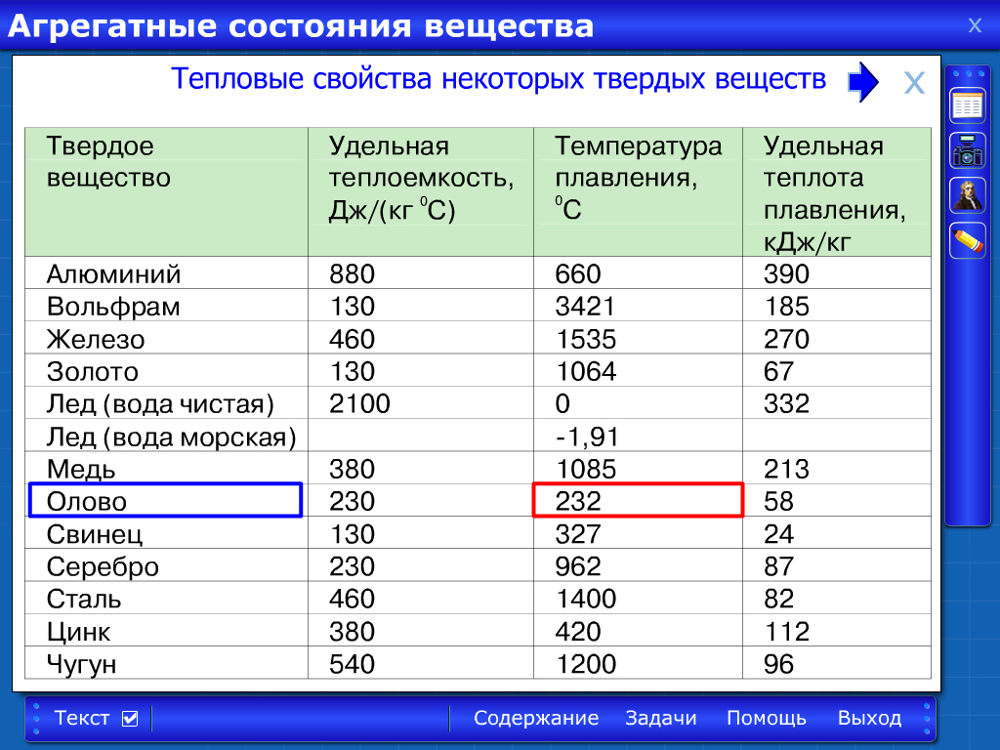 Агрегатные состояния вещества x
Тепловые свойства некоторых твердых веществ x
Твердое вещество Удельная теплоемкость, Дж/(кг ⁰С) Температура плавления, ⁰С Удельная теплота плавления, кДж/кг
Алюминий 880 660 390
Вольфрам 130 3421 185
Железо 460 1535 270
Золото 130 1064 67
Лед (вода чистая) 2100 0 332
Лед (вода морская) -1,91
Медь 380 1085 213
Олово 230 232 58
Свинец 130 327 24
Серебро 230 962 87
Сталь 460 1400 82
Цинк 380 420 112
Чугун 540 1200 96
Текст Содержание Задачи Помощь Выход